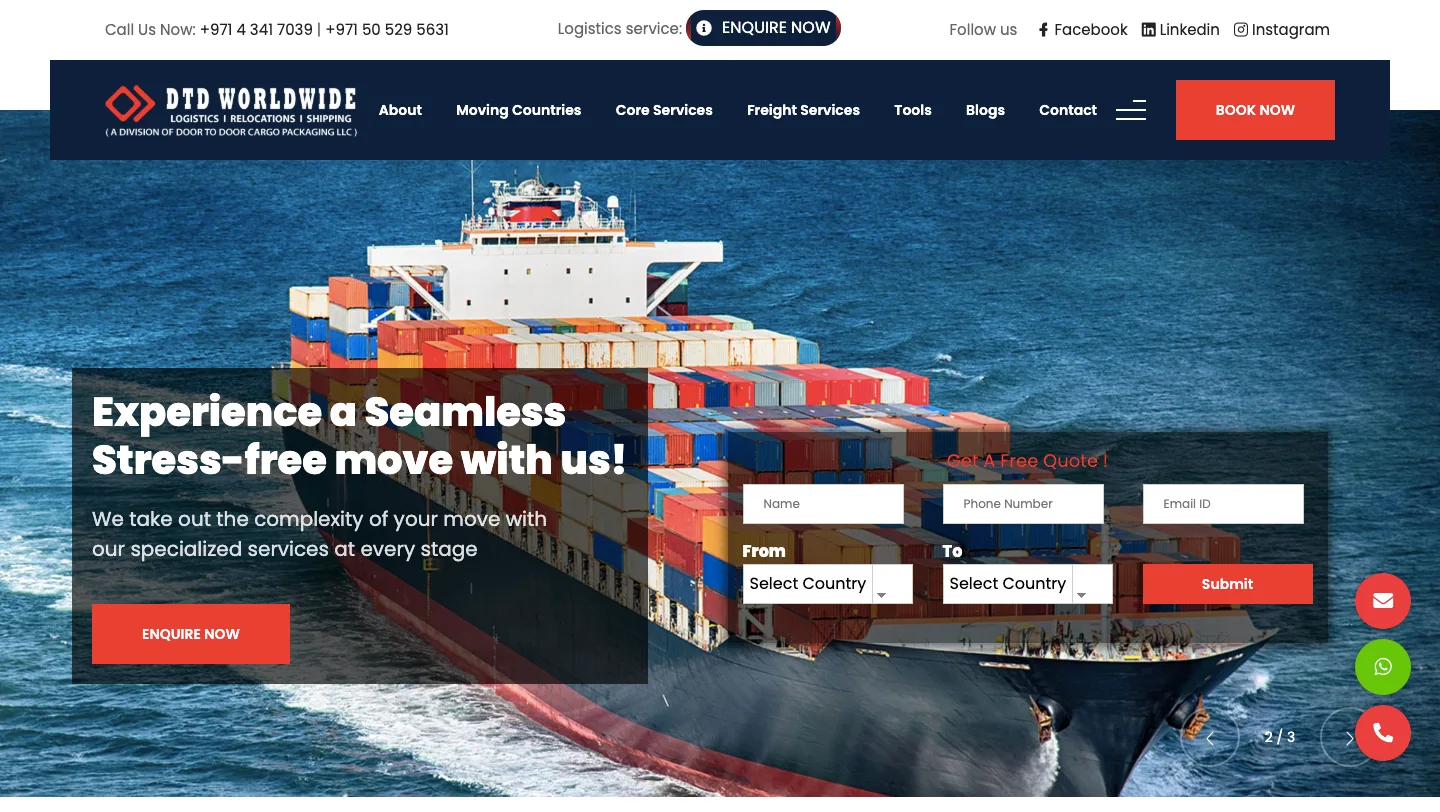 Call Us Now: +971 4 341 7039 | +971 50 529 5631
Logistics service: ENQUIRE NOW
Follow us Facebook Linkedin Instagram
DTD WORLDWIDE
LOGISTICS I RELOCATIONS I SHIPPING
( A DIVISION OF DOOR TO DOOR CARGO PACKAGING LLC )
About Moving Countries Core Services Freight Services Tools Blogs Contact
BOOK NOW
Experience a Seamless
Stress-free move with us!
We take out the complexity of your move with
our specialized services at every stage
ENQUIRE NOW
Get A Free Quote !
Name Phone Number Email ID
From To
Select Country Select Country Submit
2 / 3